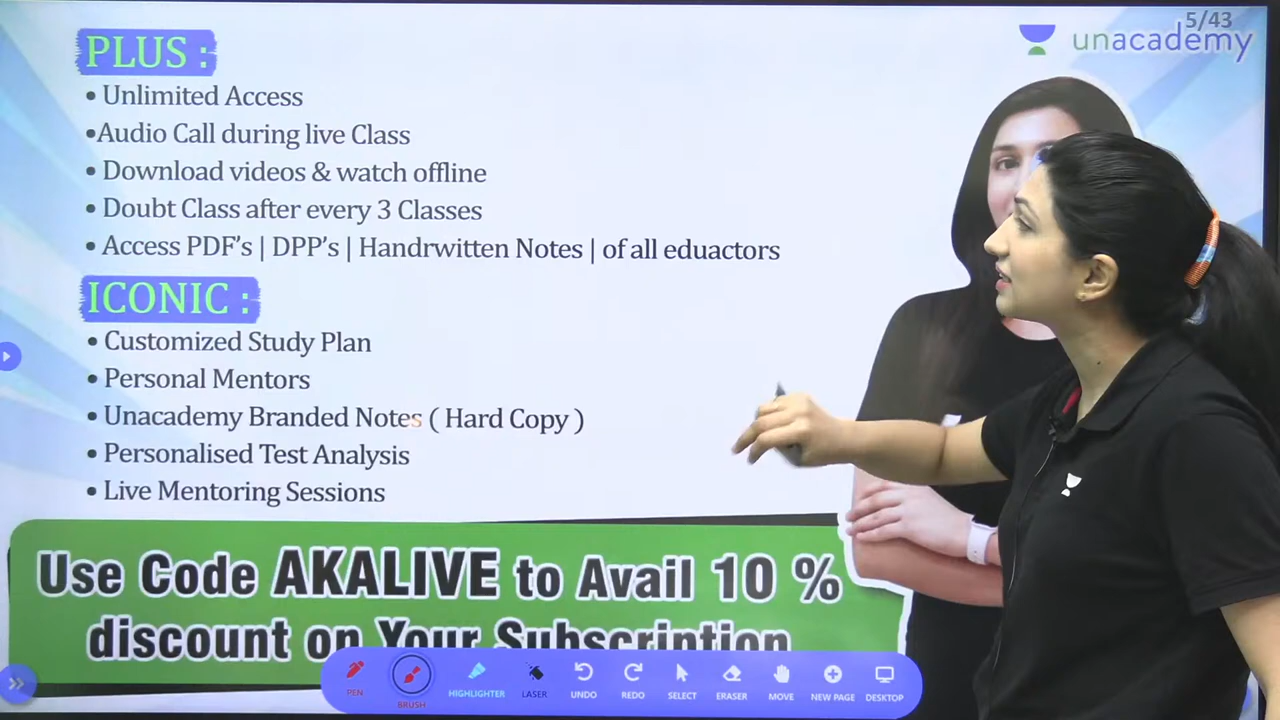 5/43
unacademy
PLUS :
• Unlimited Access
•Audio Call during live Class
• Download videos & watch offline
• Doubt Class after every 3 Classes
• Access PDF's | DPP's | Handrwitten Notes | of all eduactors
ICONIC :
• Customized Study Plan
• Personal Mentors
• Unacademy Branded Notes ( Hard Copy )
• Personalised Test Analysis
• Live Mentoring Sessions
Use Code AKALIVE to Avail 10 %
discount on Your Subscription
PEN BRUSH HIGHLIGHTER LASER UNDO REDO SELECT ERASER MOVE NEW PAGE DESKTOP